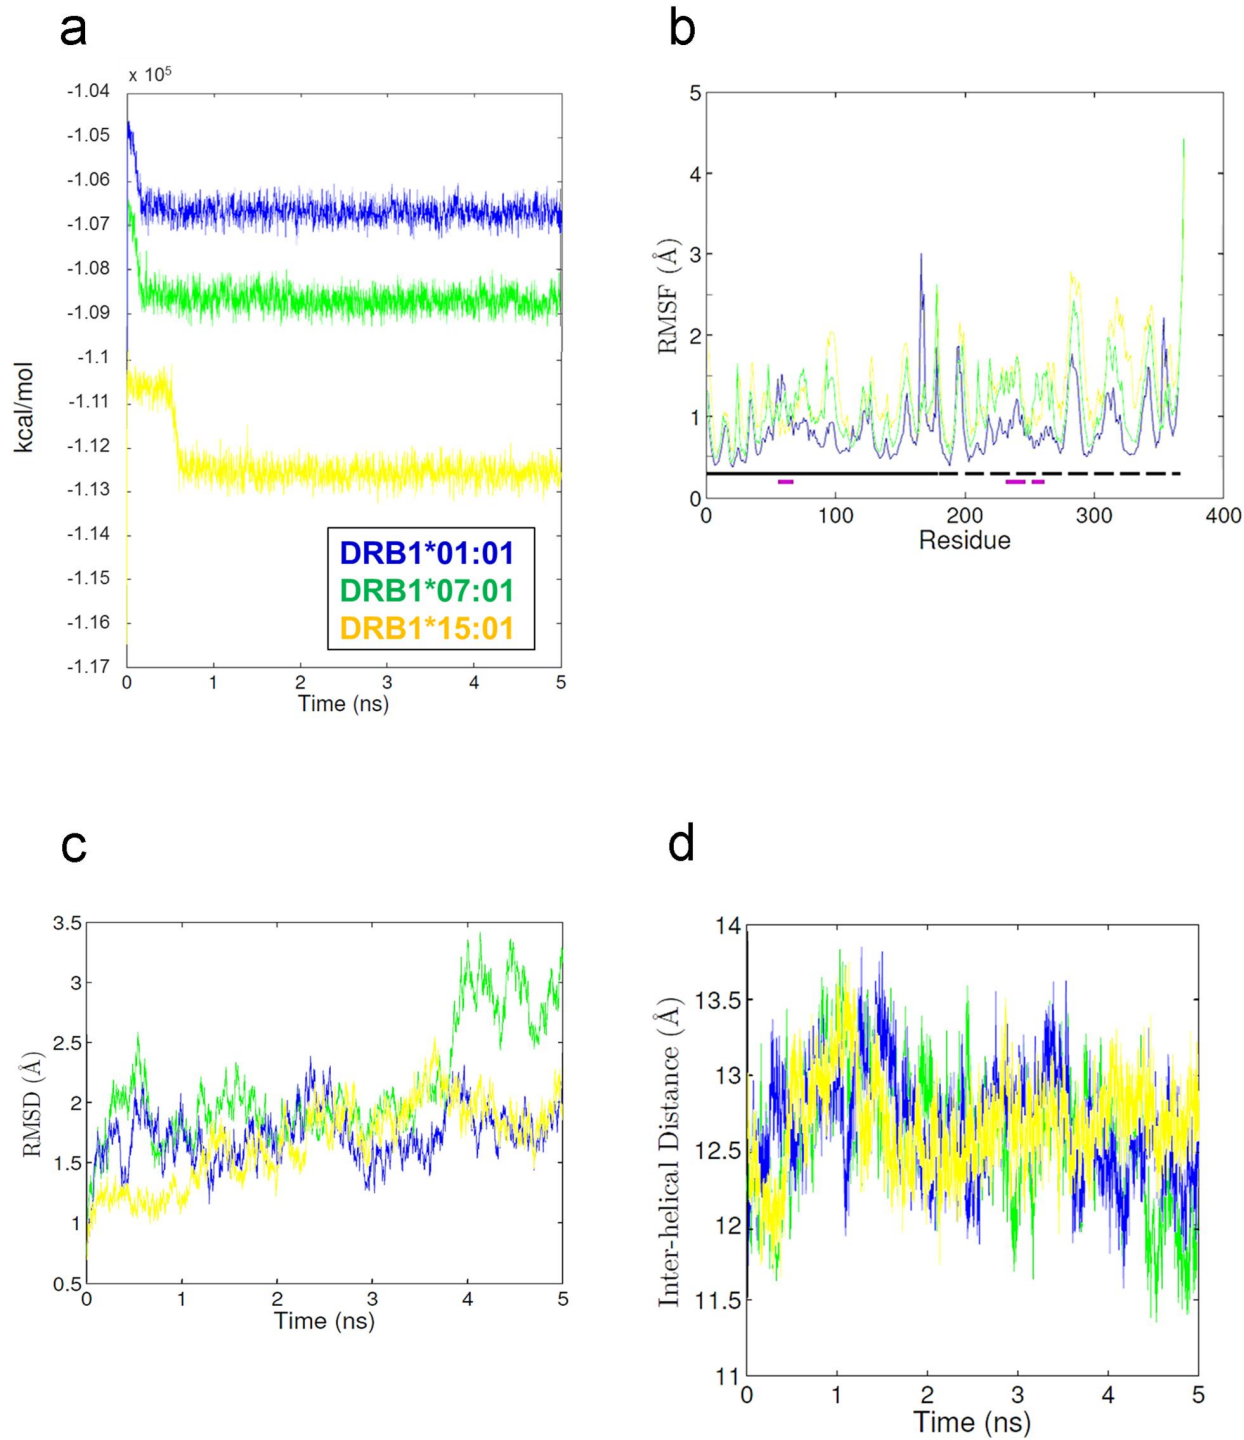 a
x 10⁵
-1.04
-1.05
-1.06
-1.07
-1.08
-1.09
-1.1
-1.11
-1.12
-1.13
-1.14
-1.15
-1.16
-1.17
kcal/mol
0 1 2 3 4 5
Time (ns)
DRB1*01:01
DRB1*07:01
DRB1*15:01
b
5
4
3
2
1
0
RMSF (Å)
0 100 200 300 400
Residue
c
3.5
3
2.5
2
1.5
1
0.5
RMSD (Å)
0 1 2 3 4 5
Time (ns)
d
14
13.5
13
12.5
12
11.5
11
Inter-helical Distance (Å)
0 1 2 3 4 5
Time (ns)